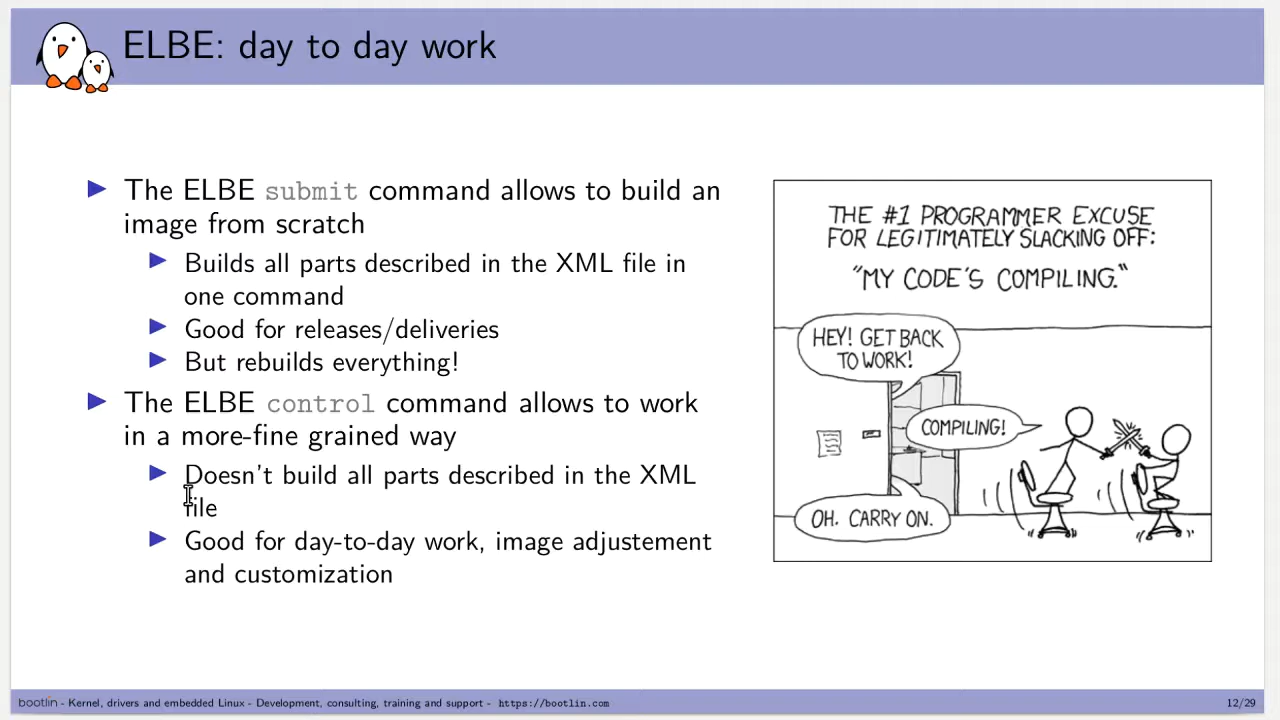 ELBE: day to day work
The ELBE submit command allows to build an
image from scratch
Builds all parts described in the XML file in
one command
Good for releases/deliveries
But rebuilds everything!
The ELBE control command allows to work
in a more-fine grained way
Doesn't build all parts described in the XML
file
Good for day-to-day work, image adjustement
and customization
THE #1 PROGRAMMER EXCUSE
FOR LEGITIMATELY SLACKING OFF:
"MY CODE'S COMPILING."
HEY! GET BACK
TO WORK!
COMPILING!
OH. CARRY ON.
bootlin - Kernel, drivers and embedded Linux - Development, consulting, training and support - https://bootlin.com
12/29